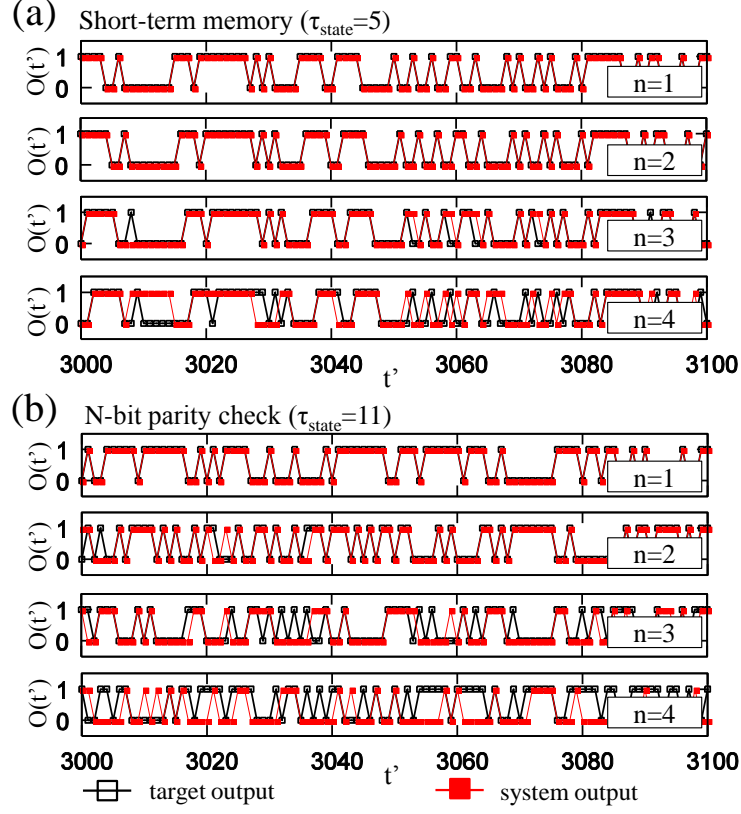 (a) Short-term memory (τstate=5)
O(t')
1
0
n=1
O(t')
1
0
n=2
O(t')
1
0
n=3
O(t')
1
0
n=4
3000 3020 3040 3060 3080 3100
t'
(b) N-bit parity check (τstate=11)
O(t')
1
0
n=1
O(t')
1
0
n=2
O(t')
1
0
n=3
O(t')
1
0
n=4
3000 3020 3040 3060 3080 3100
t'
target output system output